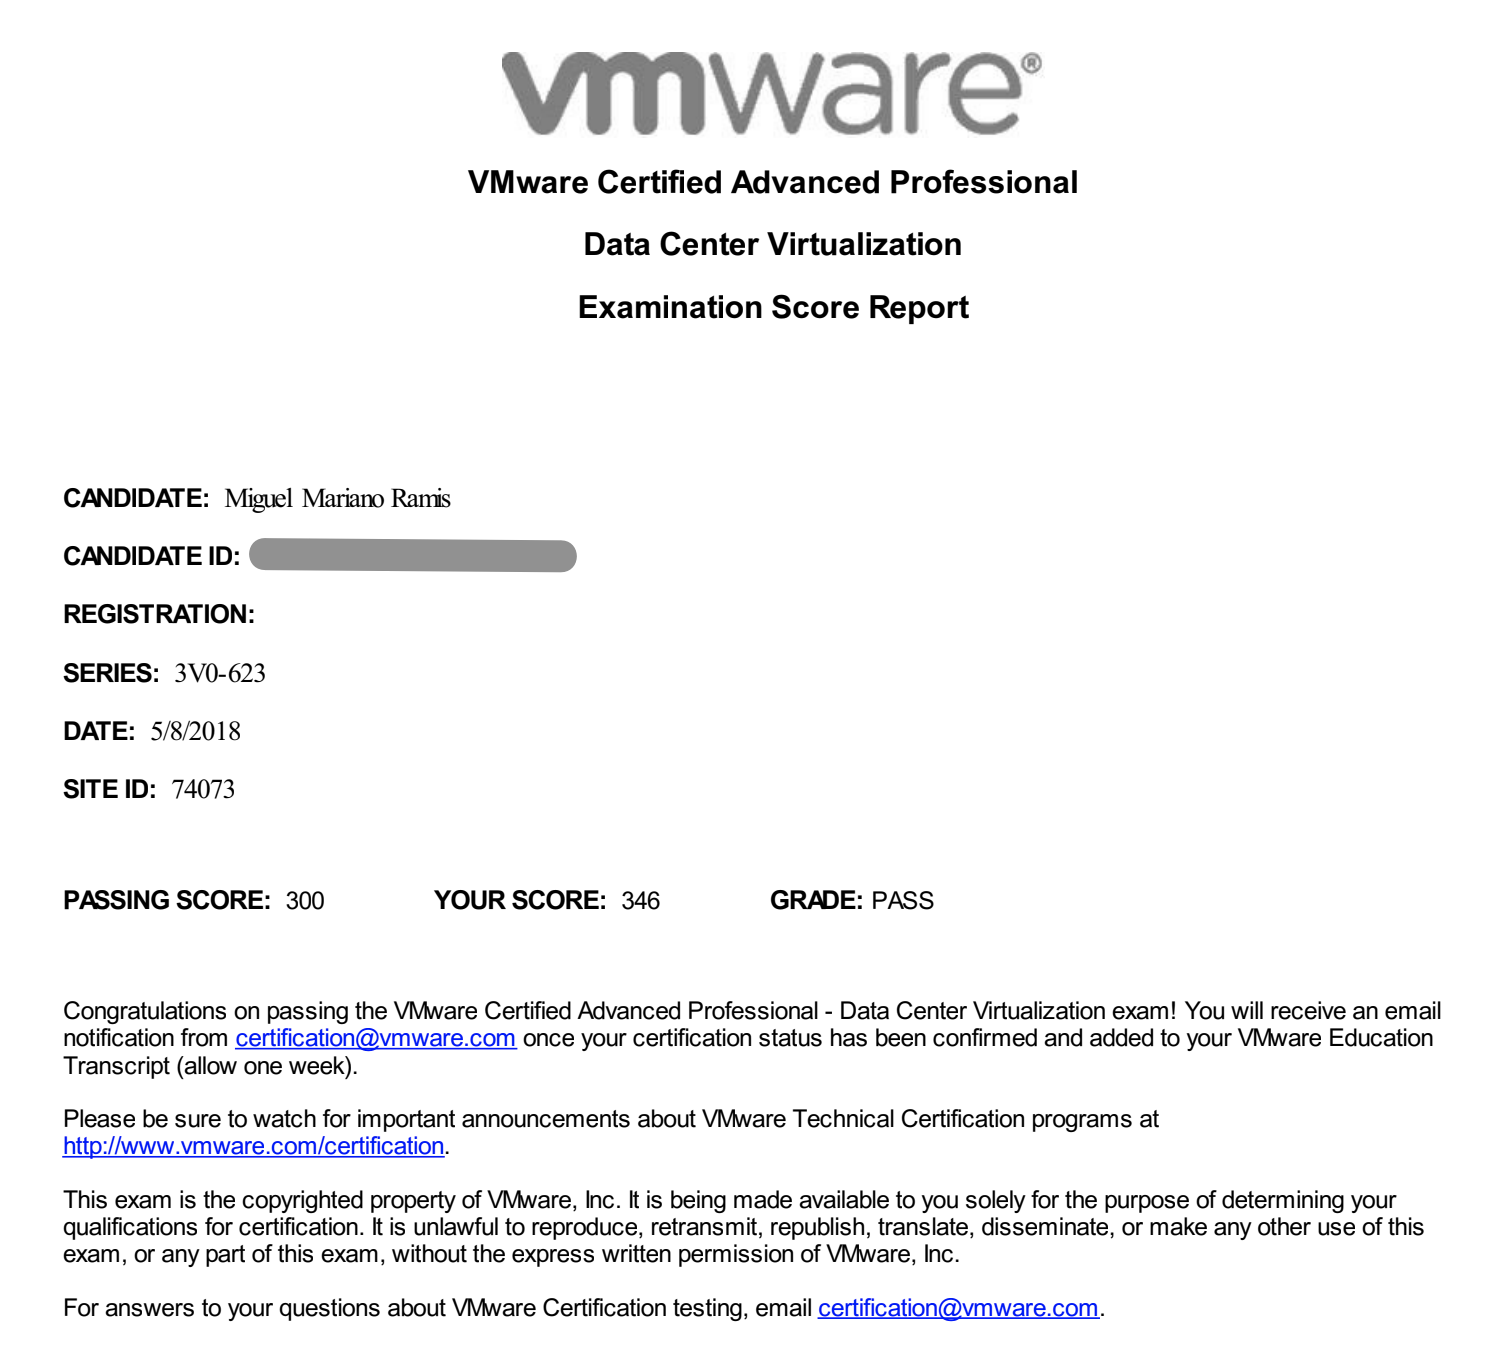 vmware®
VMware Certified Advanced Professional
Data Center Virtualization
Examination Score Report
CANDIDATE: Miguel Mariano Ramis
CANDIDATE ID:
REGISTRATION:
SERIES: 3V0-623
DATE: 5/8/2018
SITE ID: 74073
PASSING SCORE: 300 YOUR SCORE: 346 GRADE: PASS
Congratulations on passing the VMware Certified Advanced Professional - Data Center Virtualization exam! You will receive an email
notification from certification@vmware.com once your certification status has been confirmed and added to your VMware Education
Transcript (allow one week).
Please be sure to watch for important announcements about VMware Technical Certification programs at
http://www.vmware.com/certification.
This exam is the copyrighted property of VMware, Inc. It is being made available to you solely for the purpose of determining your
qualifications for certification. It is unlawful to reproduce, retransmit, republish, translate, disseminate, or make any other use of this
exam, or any part of this exam, without the express written permission of VMware, Inc.
For answers to your questions about VMware Certification testing, email certification@vmware.com.